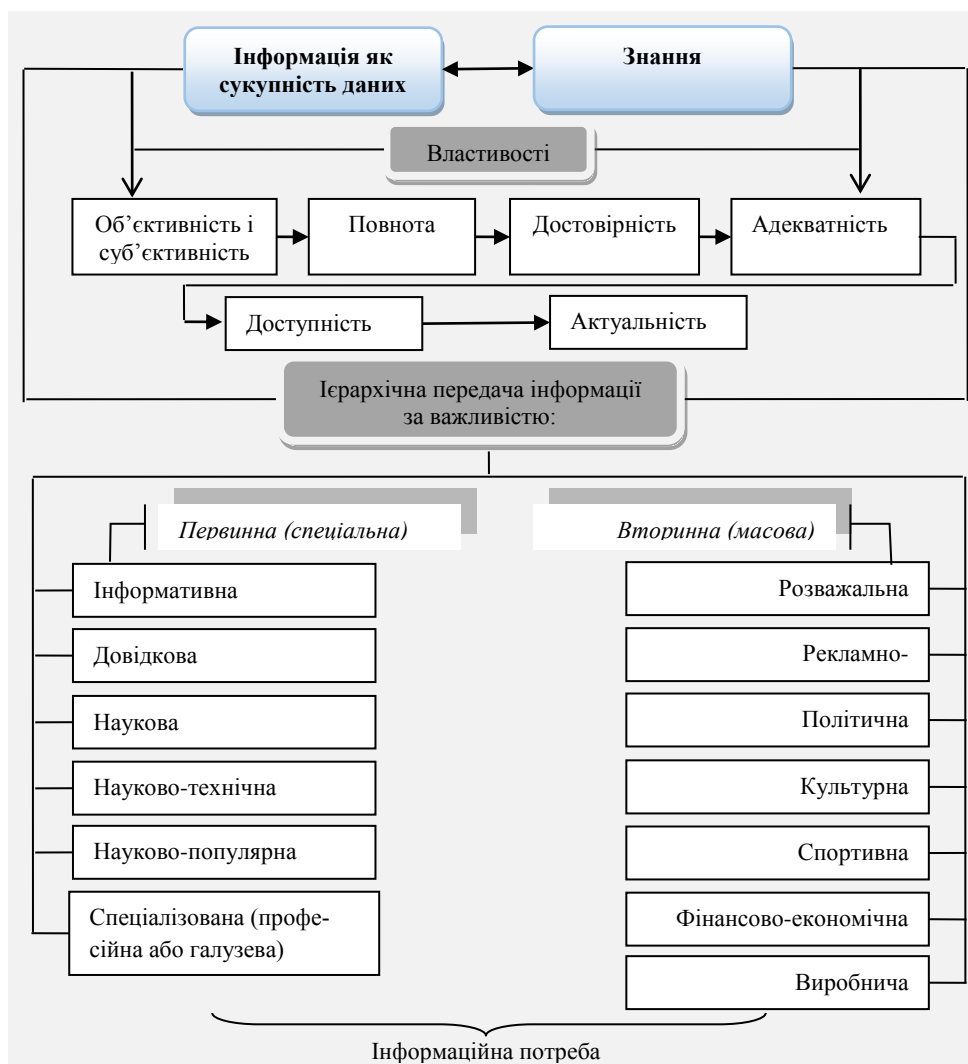 Інформація як
сукупність даних
Знання
Властивості
Об’єктивність і
суб’єктивність
Повнота
Достовірність
Адекватність
Доступність
Актуальність
Ієрархічна передача інформації
за важливістю:
Первинна (спеціальна)
Вторинна (масова)
Інформативна
Довідкова
Наукова
Науково-технічна
Науково-популярна
Спеціалізована (профе-
сійна або галузева)
Розважальна
Рекламно-
Політична
Культурна
Спортивна
Фінансово-економічна
Виробнича
Інформаційна потреба